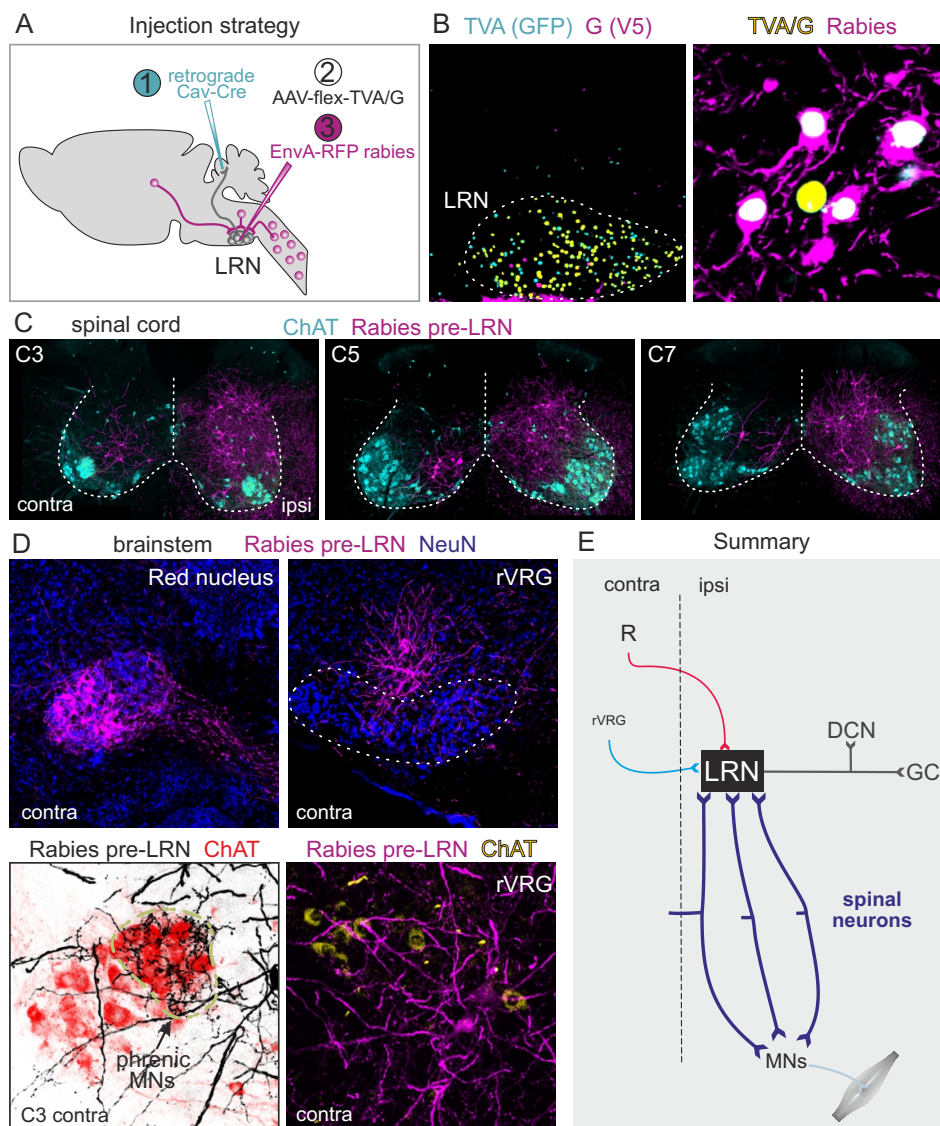 A Injection strategy
1 retrograde
Cav-Cre
2
AAV-flex-TVA/G
3
EnvA-RFP rabies
LRN
B TVA (GFP) G (V5)
LRN
TVA/G Rabies
C spinal cord ChAT Rabies pre-LRN
C3
contra
ipsi
C5
C7
D brainstem Rabies pre-LRN NeuN
Red nucleus
contra
rVRG
contra
Rabies pre-LRN ChAT
phrenic
MNs
C3 contra
Rabies pre-LRN ChAT
rVRG
contra
E Summary
contra ipsi
R
rVRG
DCN
LRN
GC
spinal
neurons
MNs